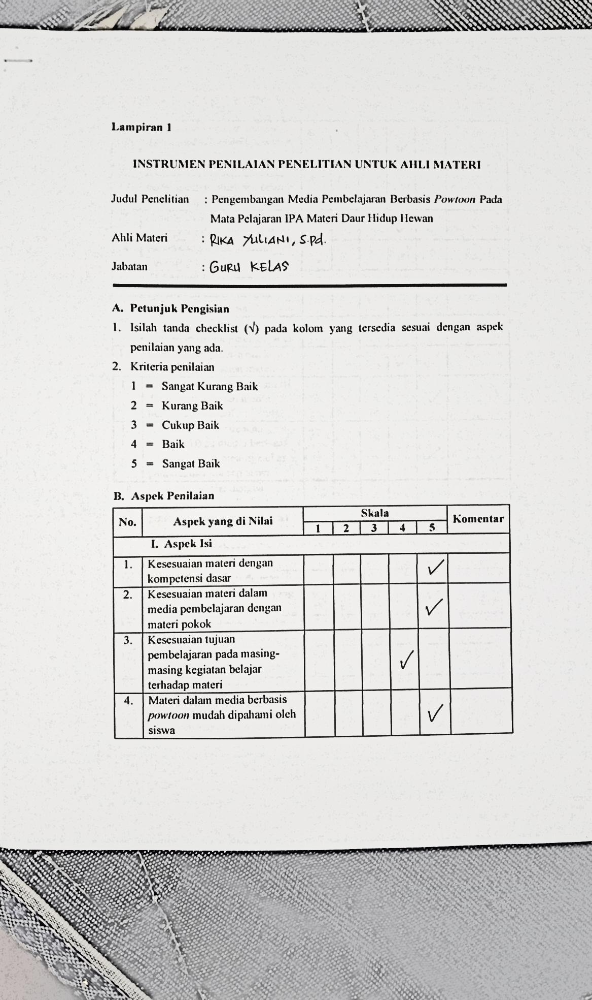 Lampiran 1
INSTRUMEN PENILAIAN PENELITIAN UNTUK AHLI MATERI
Judul Penelitian : Pengembangan Media Pembelajaran Berbasis Powtoon Pada
Mata Pelajaran IPA Materi Daur Hidup Hewan
Ahli Materi : RIKA YULIANI, S.Pd.
Jabatan : GURU KELAS
A. Petunjuk Pengisian
1. Isilah tanda checklist (√) pada kolom yang tersedia sesuai dengan aspek
penilaian yang ada.
2. Kriteria penilaian
1 = Sangat Kurang Baik
2 = Kurang Baik
3 = Cukup Baik
4 = Baik
5 = Sangat Baik
B. Aspek Penilaian
No. Aspek yang di Nilai Skala Komentar
1 2 3 4 5
I. Aspek Isi
1. Kesesuaian materi dengan ✓
kompetensi dasar
2. Kesesuaian materi dalam
media pembelajaran dengan ✓
materi pokok
3. Kesesuaian tujuan
pembelajaran pada masing-
masing kegiatan belajar ✓
terhadap materi
4. Materi dalam media berbasis
powtoon mudah dipahami oleh ✓
siswa